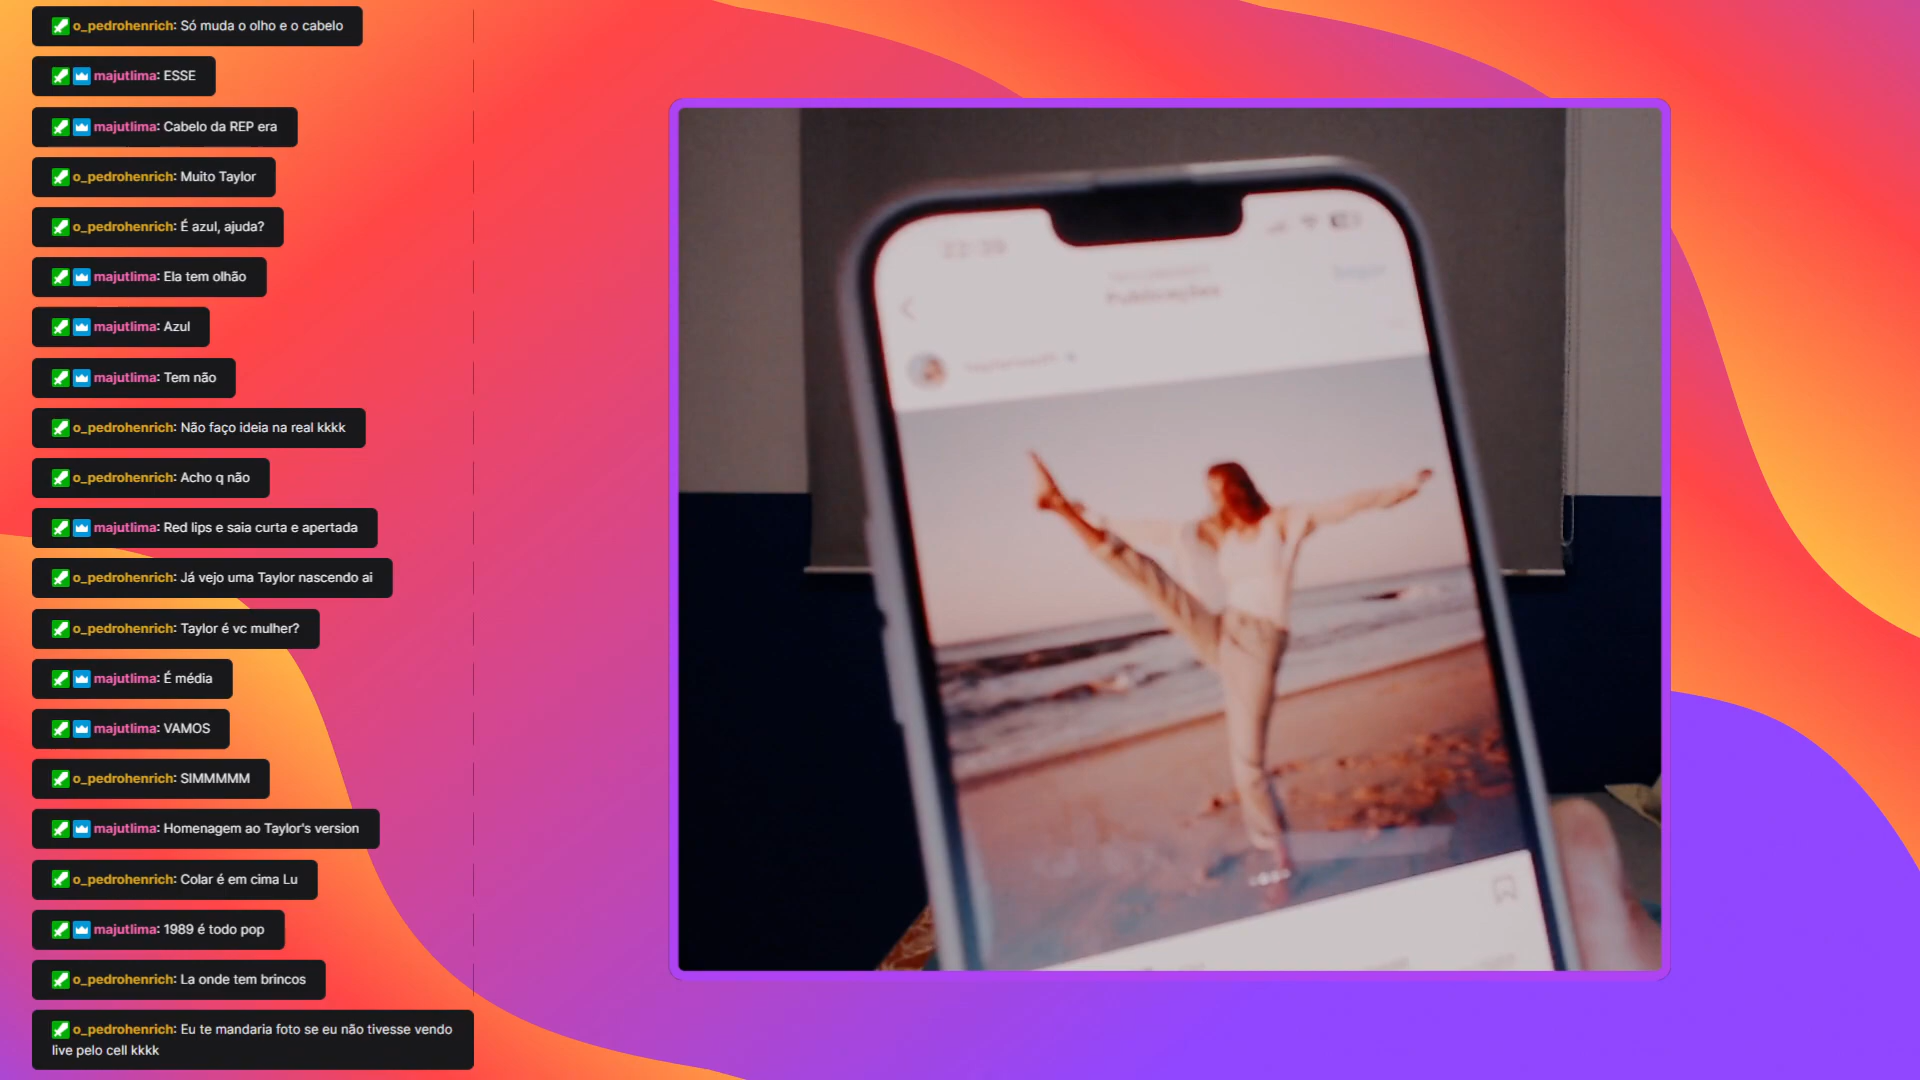 o_pedrohenrich: Só muda o olho e o cabelo
majutlima: ESSE
majutlima: Cabelo da REP era
o_pedrohenrich: Muito Taylor
o_pedrohenrich: É azul, ajuda?
majutlima: Ela tem olhão
majutlima: Azul
majutlima: Tem não
o_pedrohenrich: Não faço ideia na real kkkk
o_pedrohenrich: Acho q não
majutlima: Red lips e saia curta e apertada
o_pedrohenrich: Já vejo uma Taylor nascendo ai
o_pedrohenrich: Taylor é vc mulher?
majutlima: É média
majutlima: VAMOS
o_pedrohenrich: SIMMMMM
majutlima: Homenagem ao Taylor's version
o_pedrohenrich: Colar é em cima Lu
majutlima: 1989 é todo pop
o_pedrohenrich: La onde tem brincos
o_pedrohenrich: Eu te mandaria foto se eu não tivesse vendo
live pelo cell kkkk
Publicações